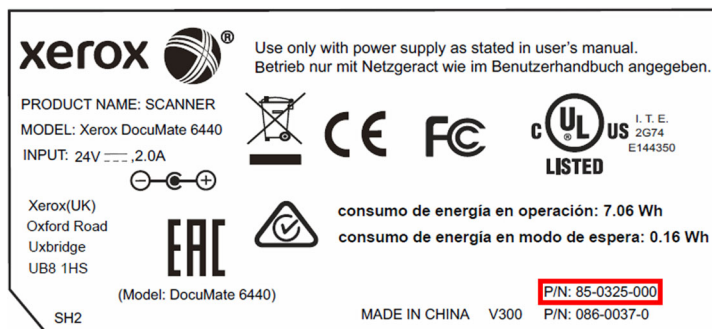 xerox ®
Use only with power supply as stated in user's manual.
Betrieb nur mit Netzgeract wie im Benutzerhandbuch angegeben.
PRODUCT NAME: SCANNER
MODEL: Xerox DocuMate 6440
INPUT: 24V ⎓,2.0A
CE
FC
C UL US
LISTED
I. T. E.
2G74
E144350
Xerox(UK)
Oxford Road
Uxbridge
UB8 1HS
EAC
(Model: DocuMate 6440)
consumo de energía en operación: 7.06 Wh
consumo de energía en modo de espera: 0.16 Wh
P/N: 85-0325-000
SH2
MADE IN CHINA V300 P/N: 086-0037-0